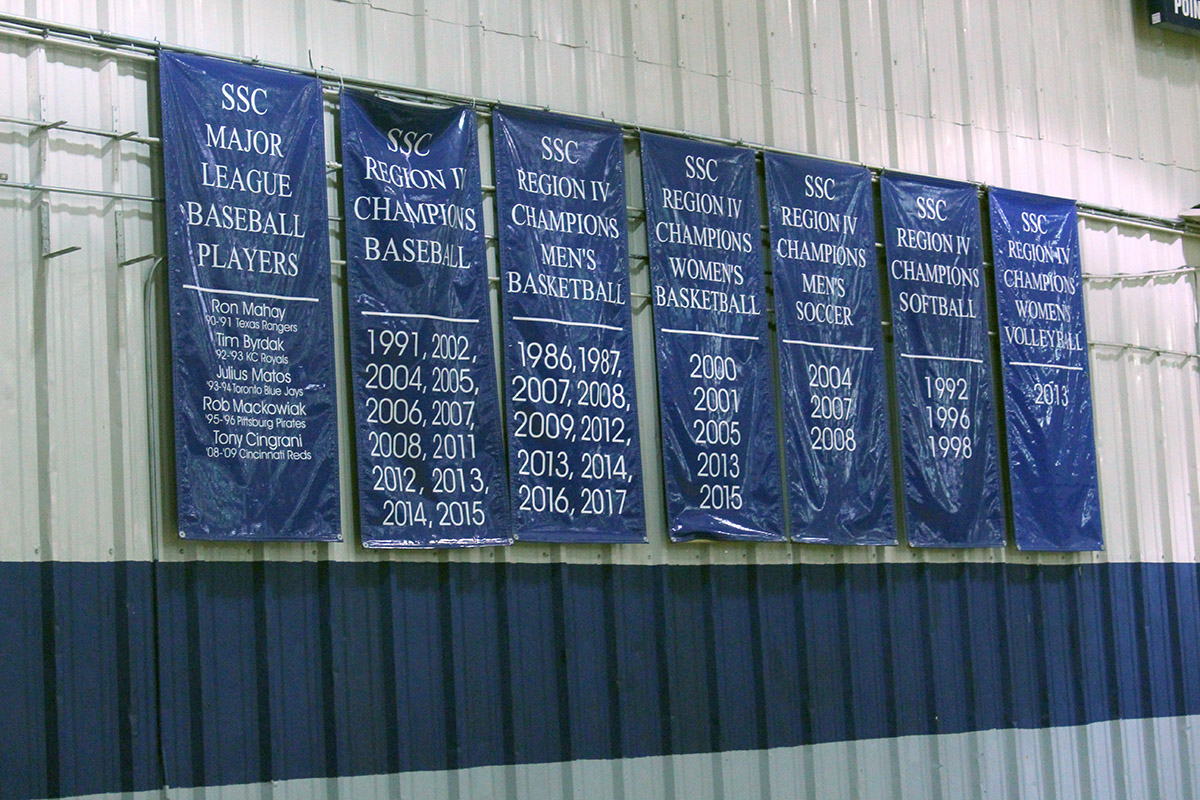 SSC
MAJOR
LEAGUE
BASEBALL
PLAYERS
Ron Mahay
90-91 Texas Rangers
Tim Byrdak
92-93 KC Royals
Julius Matos
'93-94 Toronto Blue Jays
Rob Mackowiak
'95-'96 Pittsburg Pirates
Tony Cingrani
'08-'09 Cincinnati Reds
SSC
REGION IV
CHAMPIONS
BASEBALL
1991, 2002,
2004, 2005,
2006, 2007,
2008, 2011
2012, 2013,
2014, 2015
SSC
REGION IV
CHAMPIONS
MEN'S
BASKETBALL
1986, 1987,
2007, 2008,
2009, 2012,
2013, 2014,
2016, 2017
SSC
REGION IV
CHAMPIONS
WOMEN'S
BASKETBALL
2000
2001
2005
2013
2015
SSC
REGION IV
CHAMPIONS
MEN'S
SOCCER
2004
2007
2008
SSC
REGION IV
CHAMPIONS
SOFTBALL
1992
1996
1998
SSC
REGION IV
CHAMPIONS
WOMEN'S
VOLLEYBALL
2013
POIN